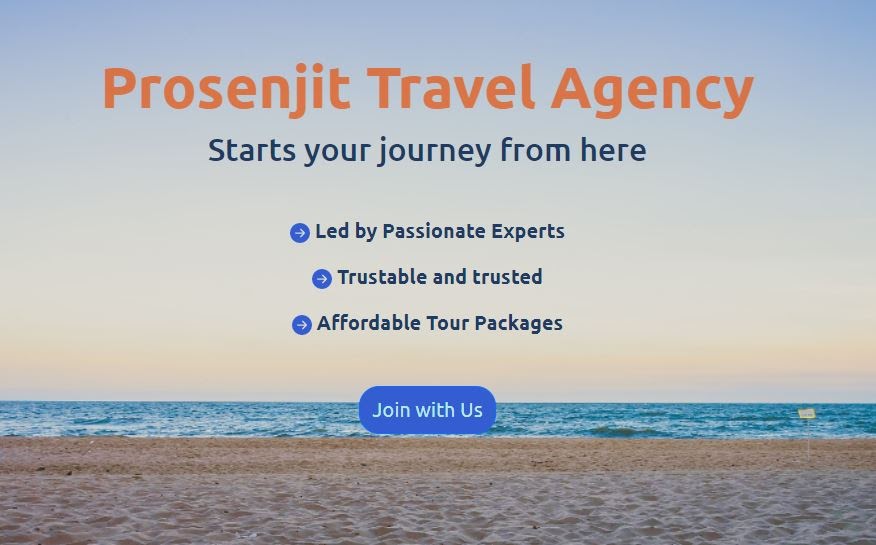 Prosenjit Travel Agency
Starts your journey from here
Led by Passionate Experts
Trustable and trusted
Affordable Tour Packages
Join with Us